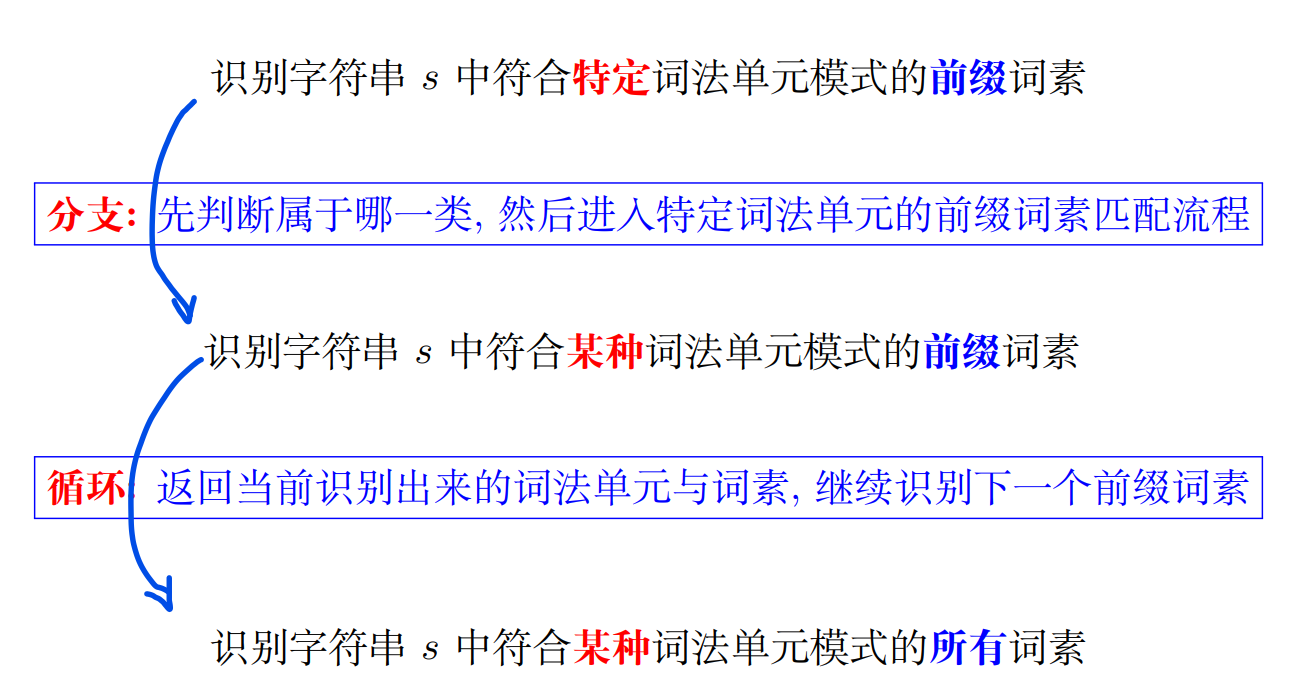 识别字符串 s 中符合特定词法单元模式的前缀词素
分支: 先判断属于哪一类, 然后进入特定词法单元的前缀词素匹配流程
识别字符串 s 中符合某种词法单元模式的前缀词素
循环: 返回当前识别出来的词法单元与词素, 继续识别下一个前缀词素
识别字符串 s 中符合某种词法单元模式的所有词素